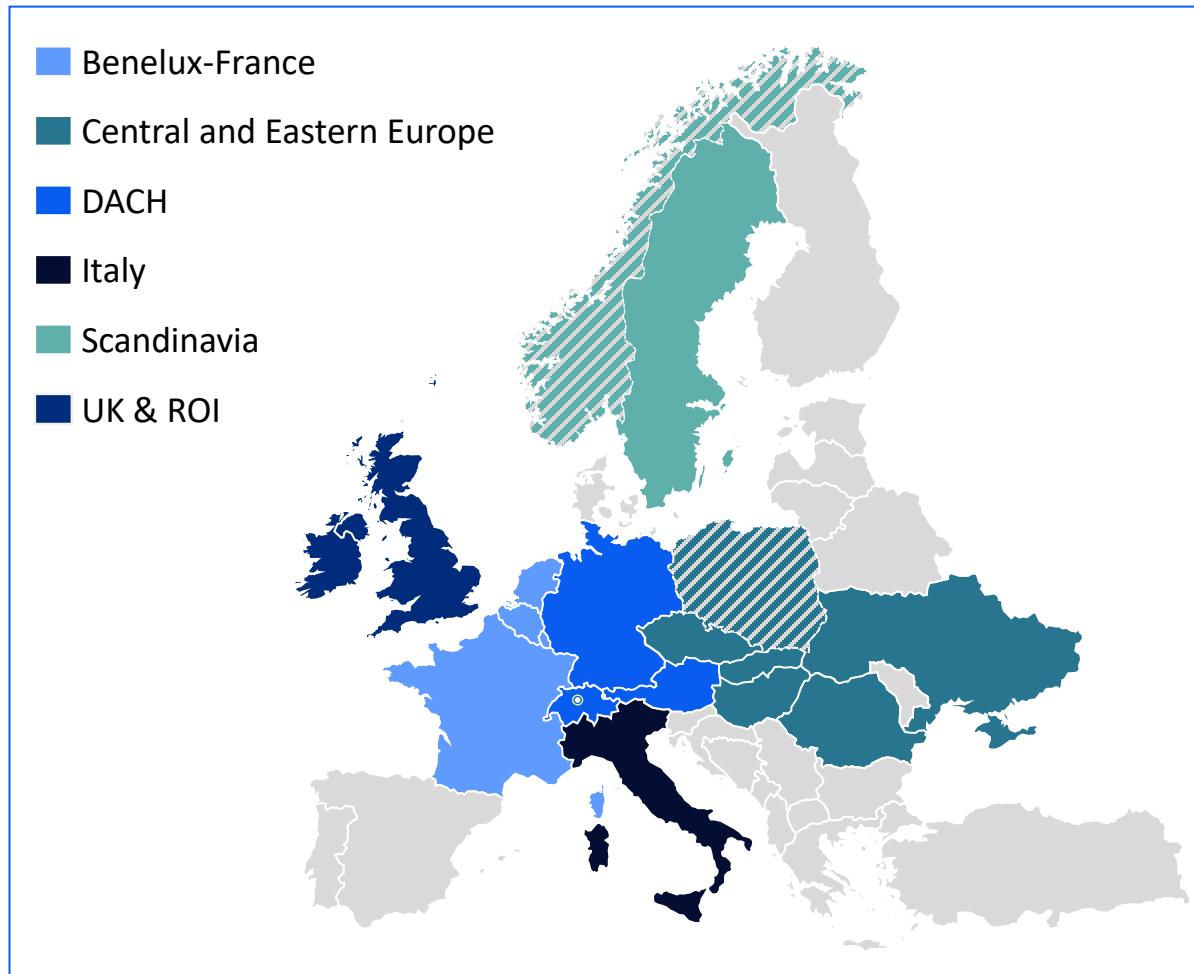 Benelux-France
Central and Eastern Europe
DACH
Italy
Scandinavia
UK & ROI